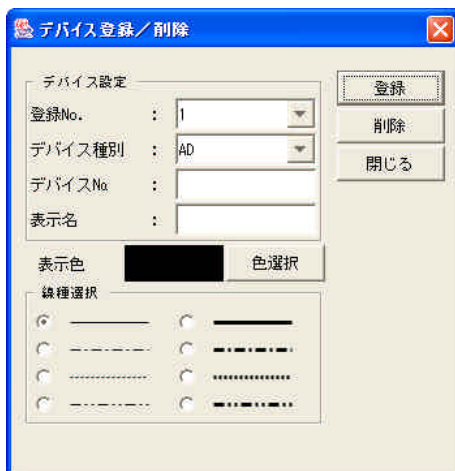 デバイス登録／削除
デバイス設定
登録No. : 1
デバイス種別 : AD
デバイスNo. :
表示名 :
登録
削除
閉じる
表示色
色選択
線種選択